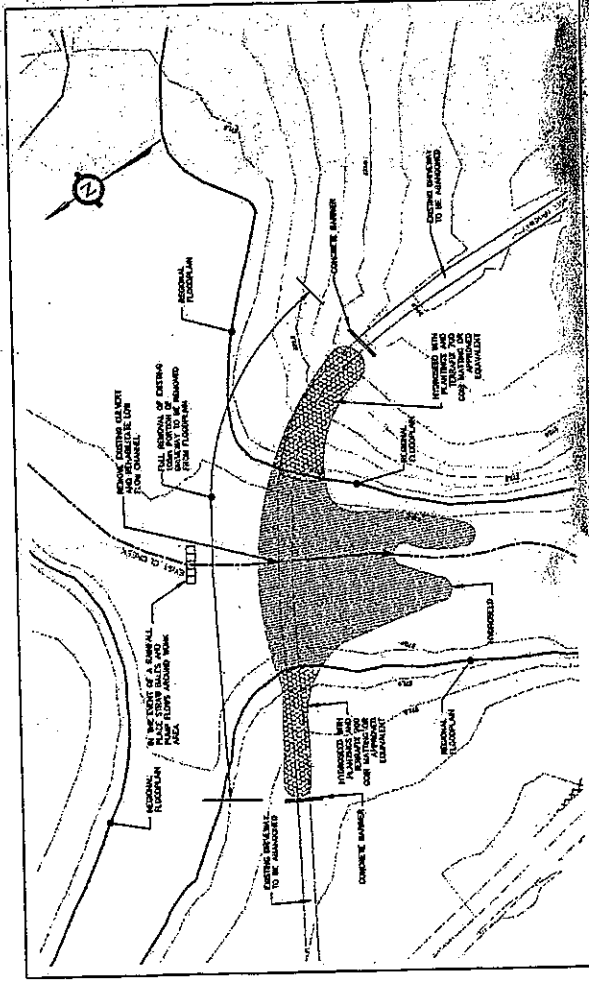 N
REGIONAL
FLOODPLAIN
REMOVE EXISTING CULVERT
AND REHABILITATE LOW
FLOW CHANNEL
FULL REMOVAL OF EXISTING
PORTION OF
DRIVEWAY TO BE REMOVED
FROM FLOODPLAIN
IN THE EVENT OF A RAINFALL
PLACE STRAW BALES AND
PUMP FLOWS AROUND WORK
AREA
REGIONAL
FLOODPLAIN
CONCRETE BARRIER
EXISTING DRIVEWAY
TO BE ABANDONED
HYDROSEED WITH
PLANTINGS AND
TERRAFIX 700
COIR MATTING OR
APPROVED
EQUIVALENT
REGIONAL
FLOODPLAIN
HYDROSEED
REGIONAL
FLOODPLAIN
HYDROSEED WITH
PLANTINGS AND
TERRAFIX 700
COIR MATTING OR
APPROVED
EQUIVALENT
EXISTING DRIVEWAY
TO BE ABANDONED
CONCRETE BARRIER